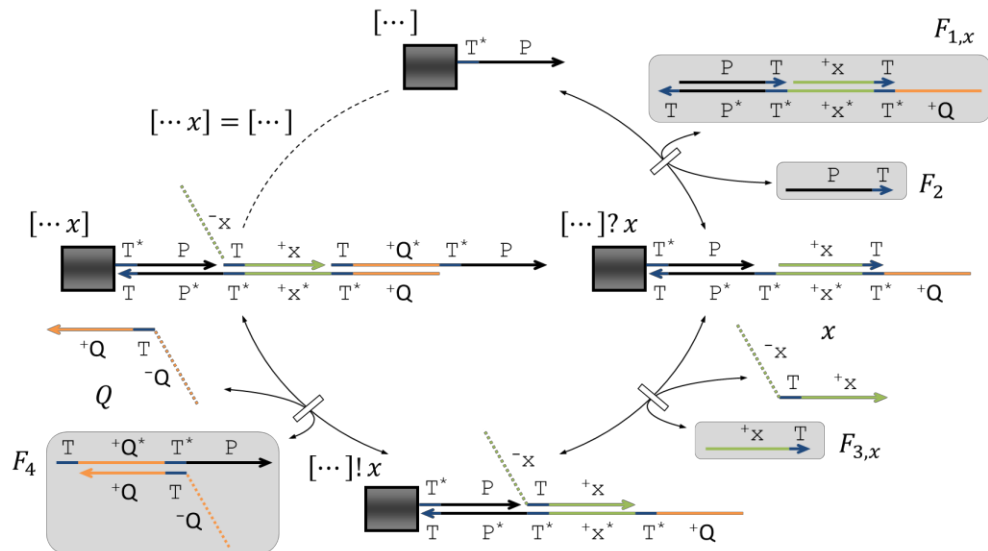 [⋯]
T* P
F1,x
P T ⁺x T
T P* T* ⁺x* T* ⁺Q
[⋯ x] = [⋯]
P T
F2
[⋯ x]
⁻x
T* P T ⁺x T ⁺Q* T* P
T P* T* ⁺x* T* ⁺Q
[⋯]? x
T* P ⁺x T
T P* T* ⁺x* T* ⁺Q
⁺Q T
⁻Q
Q
x
⁻x
T ⁺x
F4
T ⁺Q* T* P
⁺Q T
⁻Q
⁺x T
F3,x
[⋯]! x
⁻x
T* P T ⁺x
T P* T* ⁺x* T* ⁺Q